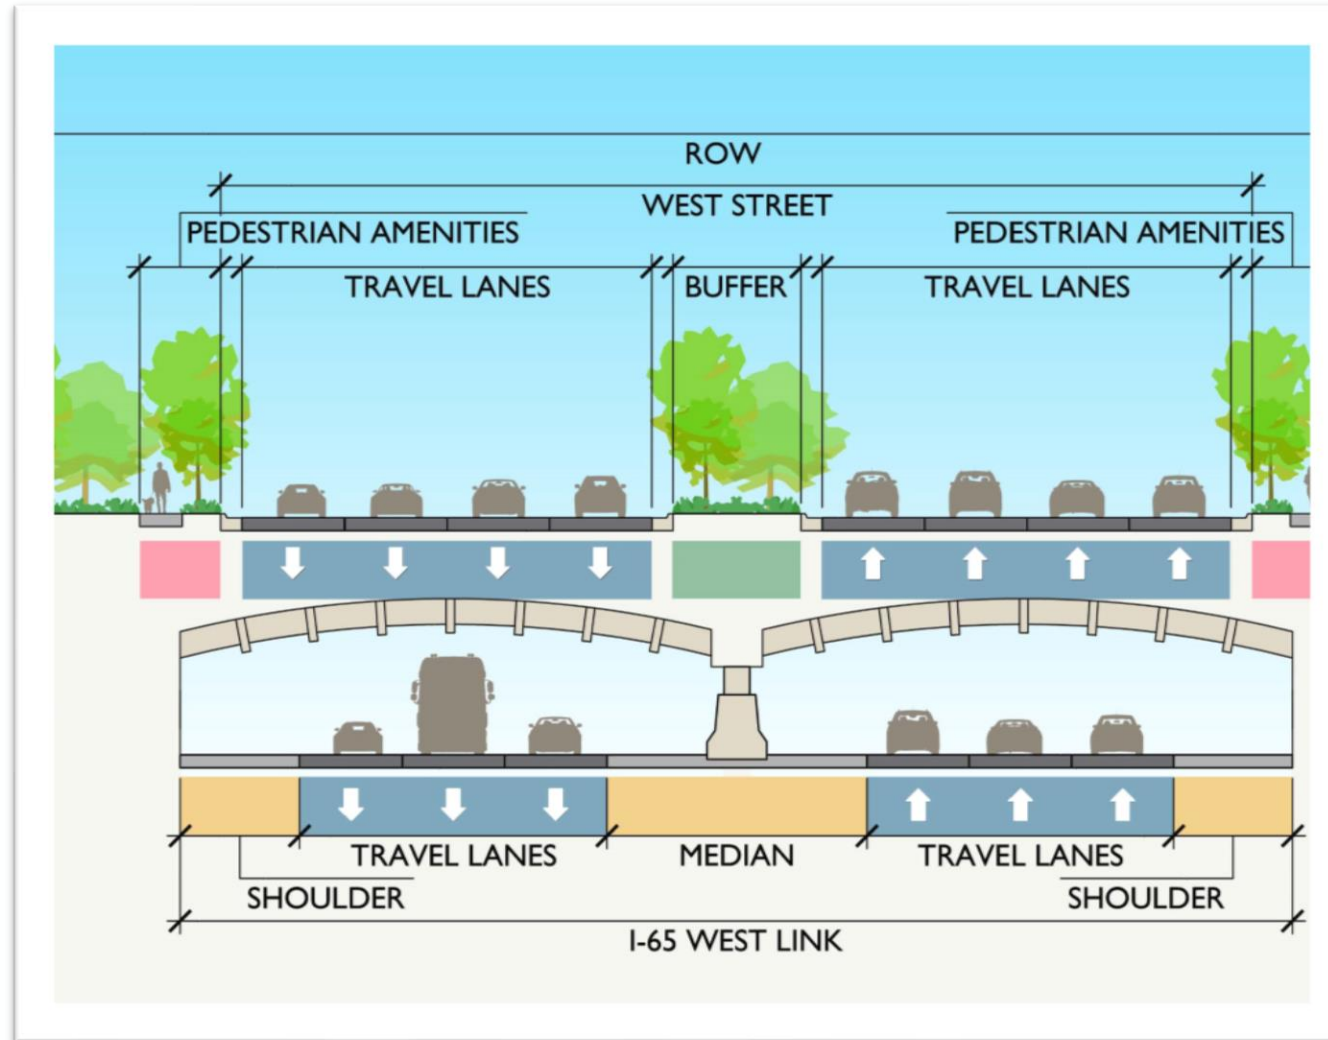 ROW
WEST STREET
PEDESTRIAN AMENITIES
PEDESTRIAN AMENITIES
TRAVEL LANES
BUFFER
TRAVEL LANES
TRAVEL LANES
MEDIAN
TRAVEL LANES
SHOULDER
SHOULDER
I-65 WEST LINK